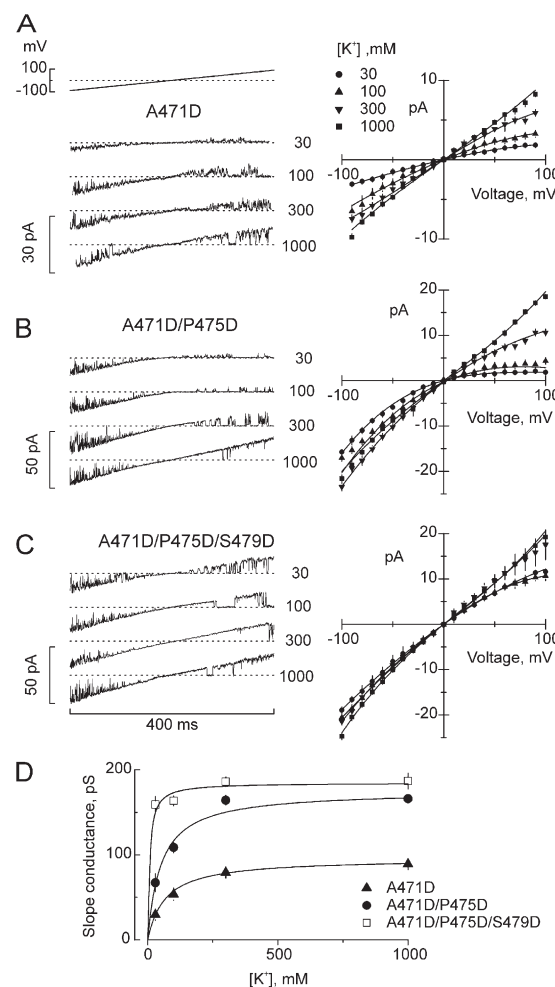 A
mV
100
-100
A471D
30
100
300
1000
30 pA
[K+] ,mM
30
100
300
1000
10
pA
-100
100
Voltage, mV
-10
B
A471D/P475D
30
100
300
1000
50 pA
pA
20
10
-100
100
Voltage, mV
-10
-20
C
A471D/P475D/S479D
30
100
300
1000
50 pA
400 ms
pA
20
10
-100
100
Voltage, mV
-10
-20
D
Slope conductance, pS
200
100
0
0
500
1000
[K+], mM
A471D
A471D/P475D
A471D/P475D/S479D